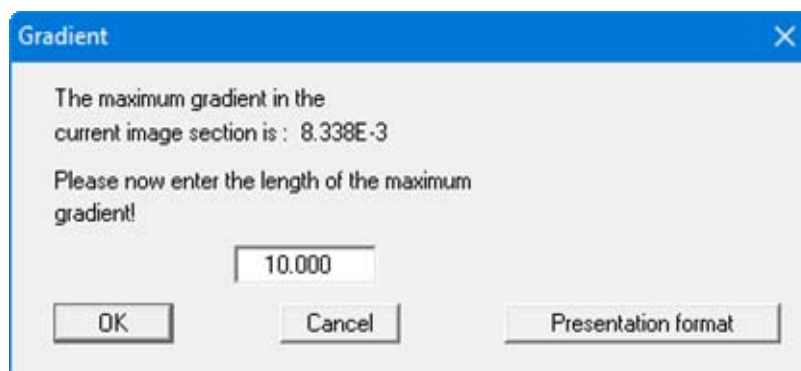 Gradient
The maximum gradient in the
current image section is : 8.338E-3
Please now enter the length of the maximum
gradient!
10.000
OK Cancel Presentation format